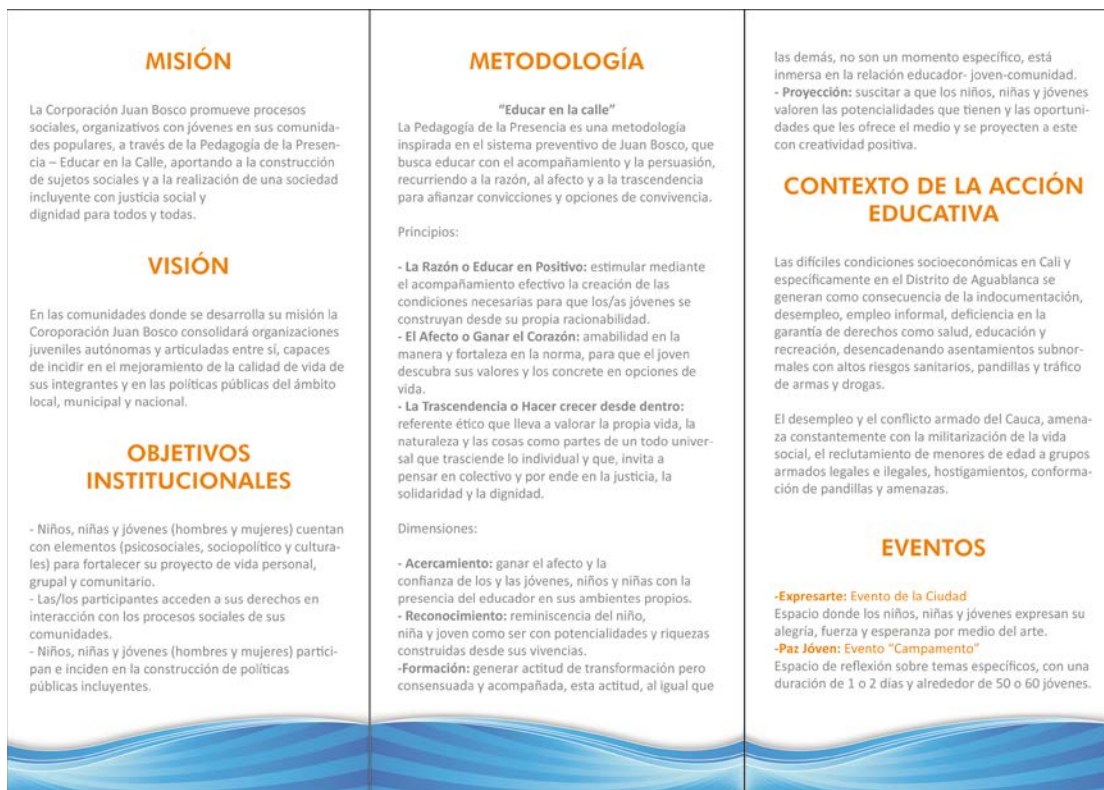 MISIÓN
La Corporación Juan Bosco promueve procesos
sociales, organizativos con jóvenes en sus comunida-
des populares, a través de la Pedagogía de la Presen-
cia – Educar en la Calle, aportando a la construcción
de sujetos sociales y a la realización de una sociedad
incluyente con justicia social y
dignidad para todos y todas.
VISIÓN
En las comunidades donde se desarrolla su misión la
Coroporación Juan Bosco consolidará organizaciones
juveniles autónomas y articuladas entre sí, capaces
de incidir en el mejoramiento de la calidad de vida de
sus integrantes y en las políticas públicas del ámbito
local, municipal y nacional.
OBJETIVOS
INSTITUCIONALES
- Niños, niñas y jóvenes (hombres y mujeres) cuentan
con elementos (psicosociales, sociopolítico y cultura-
les) para fortalecer su proyecto de vida personal,
grupal y comunitario.
- Las/los participantes acceden a sus derechos en
interacción con los procesos sociales de sus
comunidades.
- Niños, niñas y jóvenes (hombres y mujeres) partici-
pan e inciden en la construcción de políticas
públicas incluyentes.
METODOLOGÍA
“Educar en la calle”
La Pedagogía de la Presencia es una metodología
inspirada en el sistema preventivo de Juan Bosco, que
busca educar con el acompañamiento y la persuasión,
recurriendo a la razón, al afecto y a la trascendencia
para afianzar convicciones y opciones de convivencia.
Principios:
- La Razón o Educar en Positivo: estimular mediante
el acompañamiento efectivo la creación de las
condiciones necesarias para que los/as jóvenes se
construyan desde su propia racionabilidad.
- El Afecto o Ganar el Corazón: amabilidad en la
manera y fortaleza en la norma, para que el joven
descubra sus valores y los concrete en opciones de
vida.
- La Trascendencia o Hacer crecer desde dentro:
referente ético que lleva a valorar la propia vida, la
naturaleza y las cosas como partes de un todo univer-
sal que trasciende lo individual y que, invita a
pensar en colectivo y por ende en la justicia, la
solidaridad y la dignidad.
Dimensiones:
- Acercamiento: ganar el afecto y la
confianza de los y las jóvenes, niños y niñas con la
presencia del educador en sus ambientes propios.
- Reconocimiento: reminiscencia del niño,
niña y joven como ser con potencialidades y riquezas
construidas desde sus vivencias.
-Formación: generar actitud de transformación pero
consensuada y acompañada, esta actitud, al igual que
las demás, no son un momento específico, está
inmersa en la relación educador- joven-comunidad.
- Proyección: suscitar a que los niños, niñas y jóvenes
valoren las potencialidades que tienen y las oportuni-
dades que les ofrece el medio y se proyecten a este
con creatividad positiva.
CONTEXTO DE LA ACCIÓN
EDUCATIVA
Las difíciles condiciones socioeconómicas en Cali y
específicamente en el Distrito de Aguablanca se
generan como consecuencia de la indocumentación,
desempleo, empleo informal, deficiencia en la
garantía de derechos como salud, educación y
recreación, desencadenando asentamientos subnor-
males con altos riesgos sanitarios, pandillas y tráfico
de armas y drogas.
El desempleo y el conflicto armado del Cauca, amena-
za constantemente con la militarización de la vida
social, el reclutamiento de menores de edad a grupos
armados legales e ilegales, hostigamientos, conforma-
ción de pandillas y amenazas.
EVENTOS
-Expresarte: Evento de la Ciudad
Espacio donde los niños, niñas y jóvenes expresan su
alegría, fuerza y esperanza por medio del arte.
-Paz Jóven: Evento “Campamento”
Espacio de reflexión sobre temas específicos, con una
duración de 1 o 2 días y alrededor de 50 o 60 jóvenes.